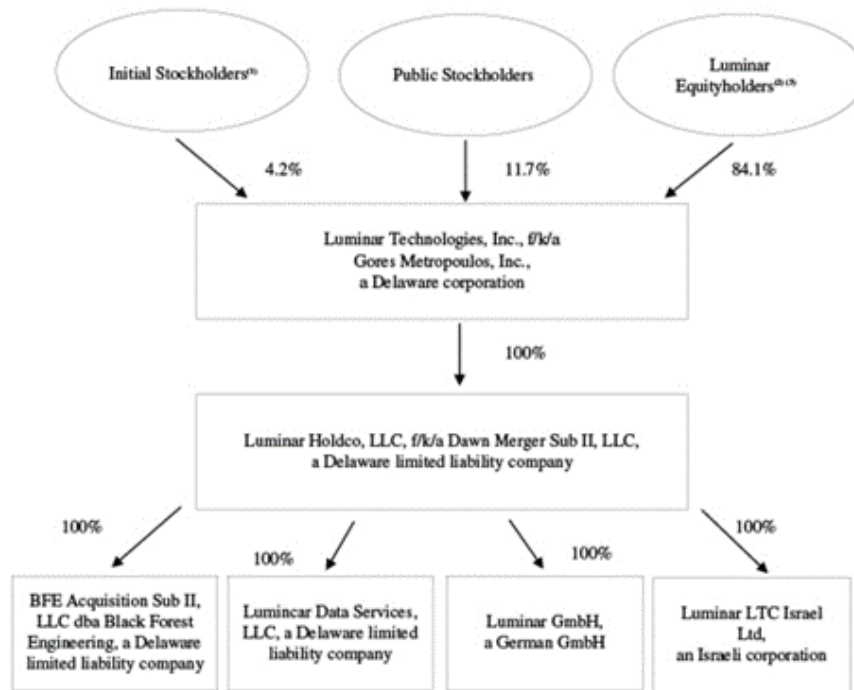 Initial Stockholders⁽¹⁾
Public Stockholders
Luminar
Equityholders⁽²⁾ ⁽³⁾
4.2%
11.7%
84.1%
Luminar Technologies, Inc., f/k/a
Gores Metropoulos, Inc.,
a Delaware corporation
100%
Luminar Holdco, LLC, f/k/a Dawn Merger Sub II, LLC,
a Delaware limited liability company
100%
100%
100%
100%
BFE Acquisition Sub II,
LLC dba Black Forest
Engineering, a Delaware
limited liability company
Lumincar Data Services,
LLC, a Delaware limited
liability company
Luminar GmbH,
a German GmbH
Luminar LTC Israel
Ltd,
an Israeli corporation